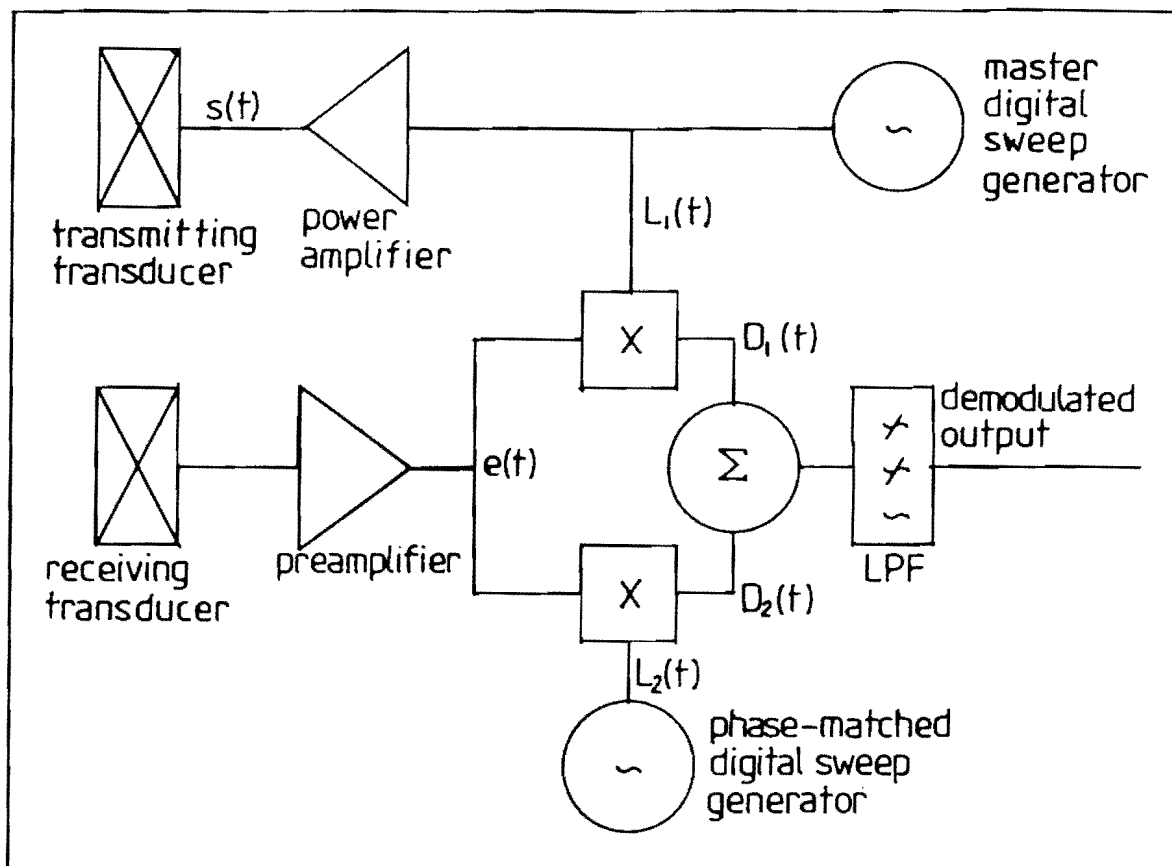 s(t)
~
master
digital
sweep
generator
transmitting
transducer
power
amplifier
L₁(t)
X
D₁(t)
demodulated
output
e(t)
Σ
preamplifier
receiving
transducer
LPF
X
D₂(t)
L₂(t)
~
phase-matched
digital sweep
generator